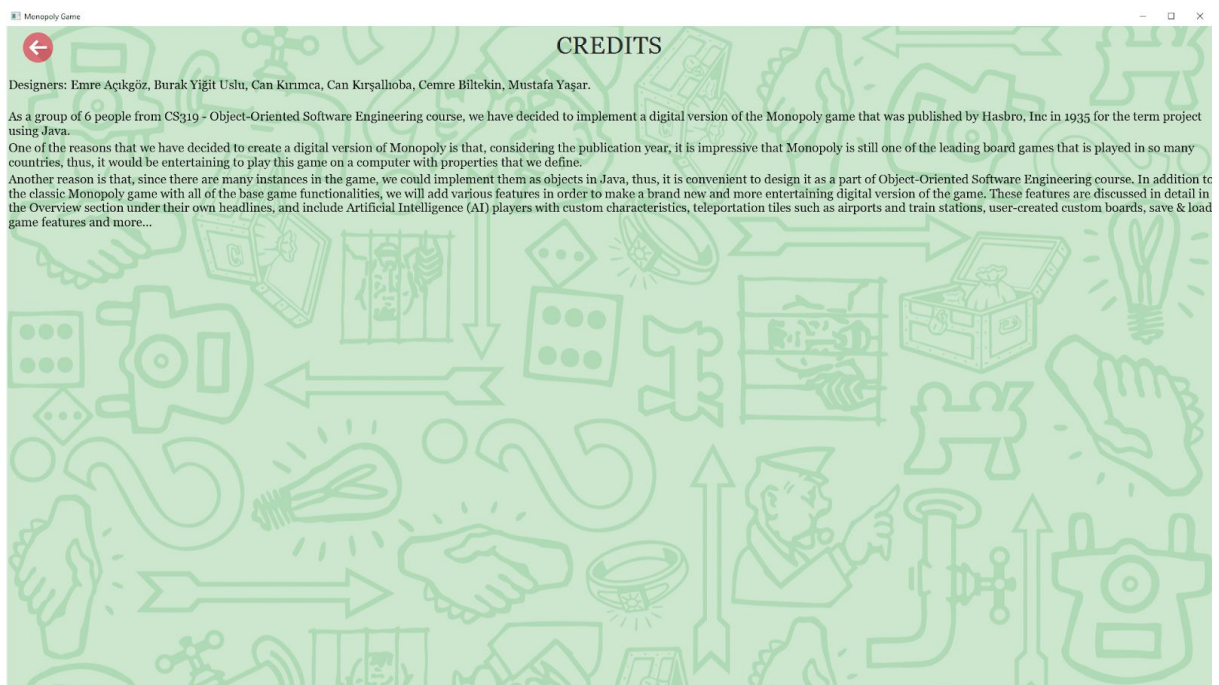 Monopoly Game
CREDITS
Designers: Emre Açıkgöz, Burak Yiğit Uslu, Can Kırımca, Can Kırşallıoba, Cemre Biltekin, Mustafa Yaşar.
As a group of 6 people from CS319 - Object-Oriented Software Engineering course, we have decided to implement a digital version of the Monopoly game that was published by Hasbro, Inc in 1935 for the term project
using Java.
One of the reasons that we have decided to create a digital version of Monopoly is that, considering the publication year, it is impressive that Monopoly is still one of the leading board games that is played in so many
countries, thus, it would be entertaining to play this game on a computer with properties that we define.
Another reason is that, since there are many instances in the game, we could implement them as objects in Java, thus, it is convenient to design it as a part of Object-Oriented Software Engineering course. In addition to
the classic Monopoly game with all of the base game functionalities, we will add various features in order to make a brand new and more entertaining digital version of the game. These features are discussed in detail in
the Overview section under their own headlines, and include Artificial Intelligence (AI) players with custom characteristics, teleportation tiles such as airports and train stations, user-created custom boards, save & load
game features and more...